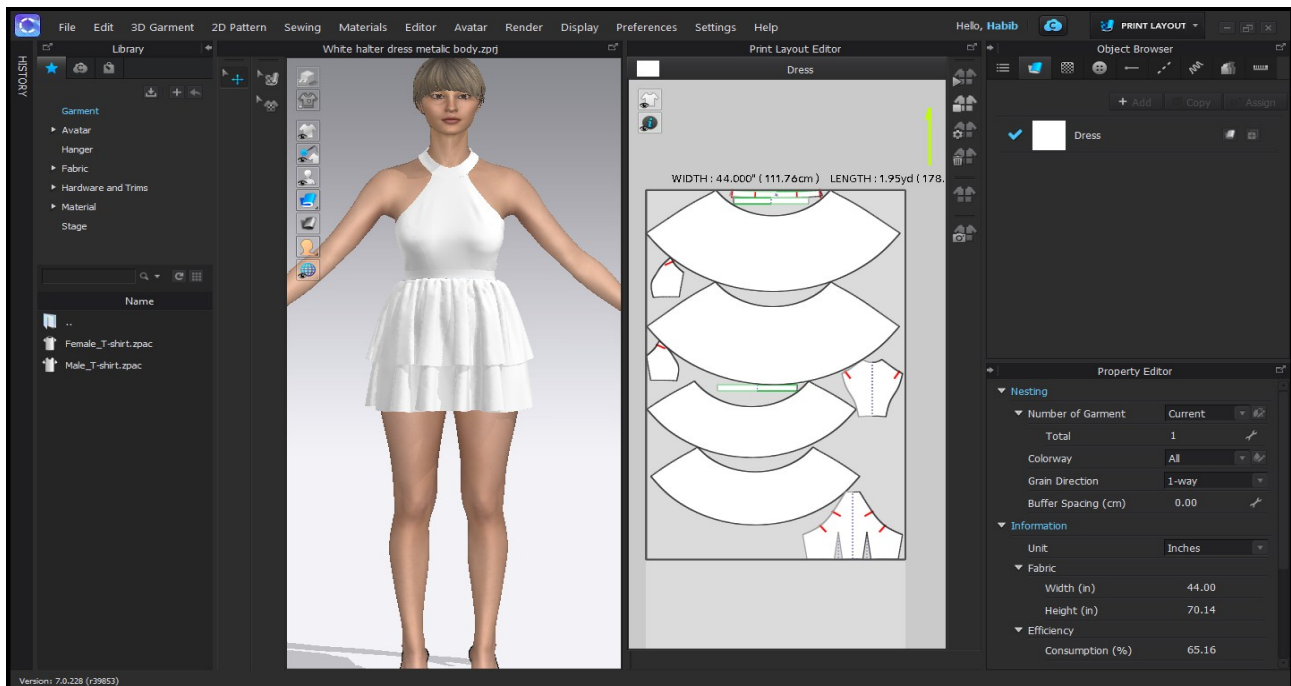 File Edit 3D Garment 2D Pattern Sewing Materials Editor Avatar Render Display Preferences Settings Help Hello, Habib PRINT LAYOUT
HISTORY
Library
Garment
Avatar
Hanger
Fabric
Hardware and Trims
Material
Stage
Name
..
Female_T-shirt.zpac
Male_T-shirt.zpac
White halter dress metalic body.zprj
Print Layout Editor
Dress
WIDTH : 44.000" ( 111.76cm ) LENGTH : 1.95yd ( 178.
Object Browser
+ Add Copy Assign
Dress
Property Editor
Nesting
Number of Garment Current
Total 1
Colorway All
Grain Direction 1-way
Buffer Spacing (cm) 0.00
Information
Unit Inches
Fabric
Width (in) 44.00
Height (in) 70.14
Efficiency
Consumption (%) 65.16
Version: 7.0.228 (r39853)